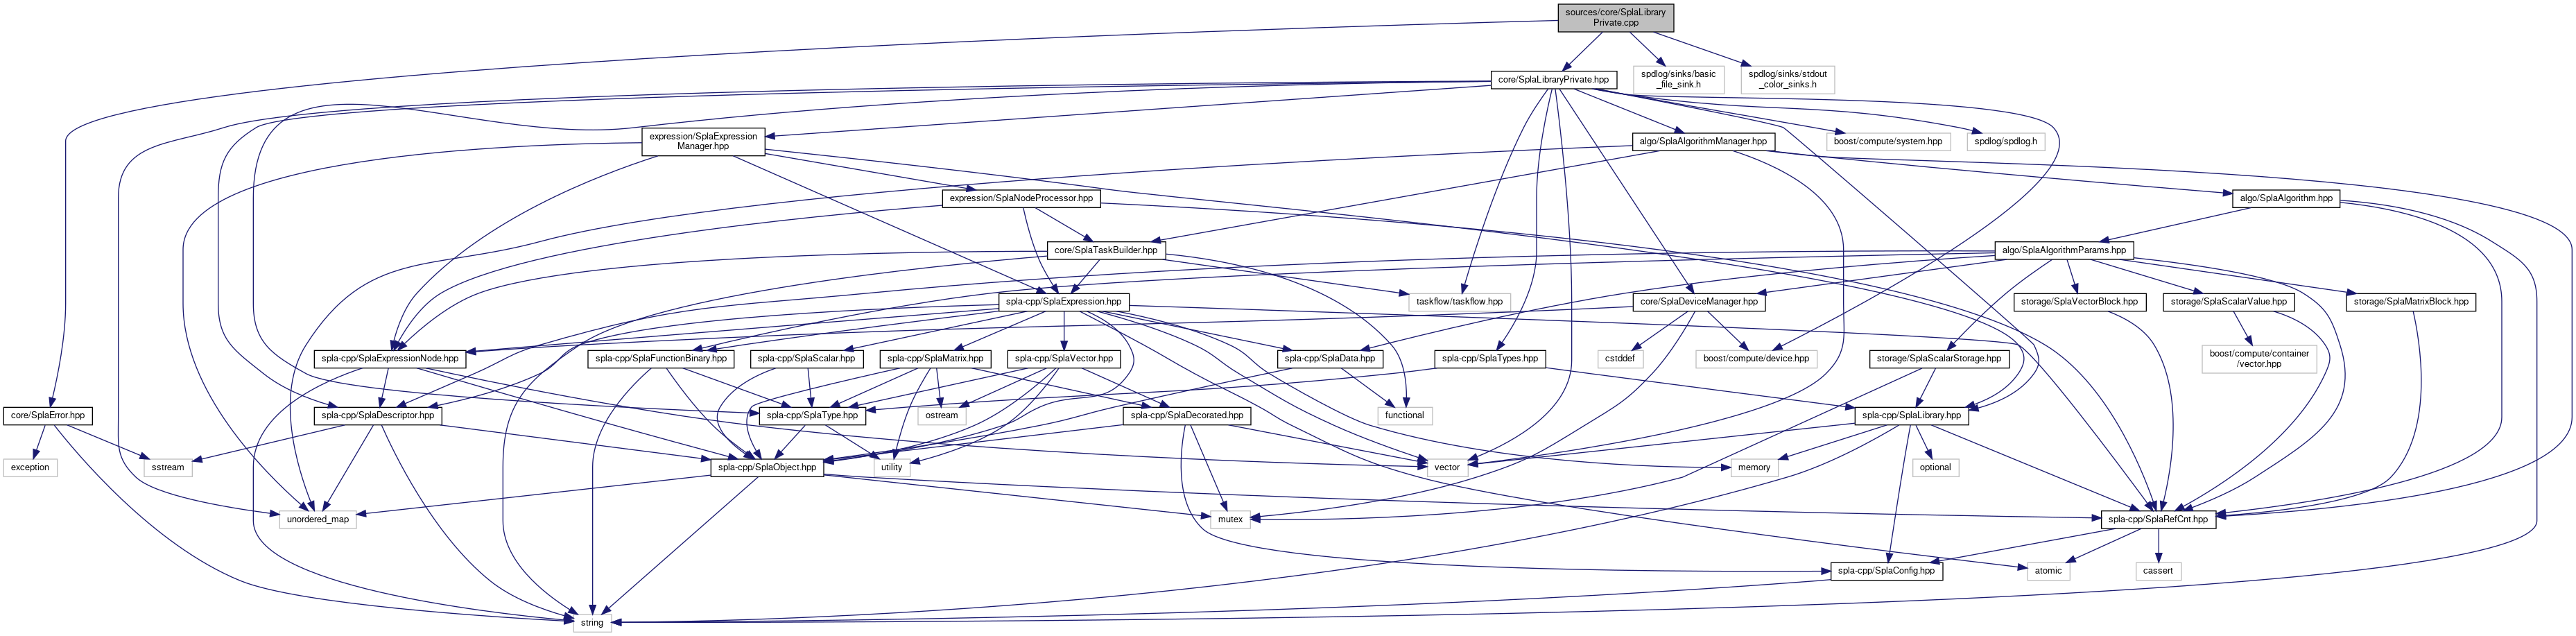 sources/core/SplaLibrary
Private.cpp
core/SplaLibraryPrivate.hpp
spdlog/sinks/basic
_file_sink.h
spdlog/sinks/stdout
_color_sinks.h
expression/SplaExpression
Manager.hpp
algo/SplaAlgorithmManager.hpp
boost/compute/system.hpp
spdlog/spdlog.h
expression/SplaNodeProcessor.hpp
algo/SplaAlgorithm.hpp
core/SplaTaskBuilder.hpp
algo/SplaAlgorithmParams.hpp
spla-cpp/SplaExpression.hpp
taskflow/taskflow.hpp
core/SplaDeviceManager.hpp
storage/SplaVectorBlock.hpp
storage/SplaScalarValue.hpp
storage/SplaMatrixBlock.hpp
spla-cpp/SplaExpressionNode.hpp
spla-cpp/SplaFunctionBinary.hpp
spla-cpp/SplaScalar.hpp
spla-cpp/SplaMatrix.hpp
spla-cpp/SplaVector.hpp
spla-cpp/SplaData.hpp
spla-cpp/SplaTypes.hpp
cstddef
boost/compute/device.hpp
storage/SplaScalarStorage.hpp
boost/compute/container
/vector.hpp
core/SplaError.hpp
spla-cpp/SplaDescriptor.hpp
spla-cpp/SplaType.hpp
ostream
spla-cpp/SplaDecorated.hpp
functional
spla-cpp/SplaLibrary.hpp
exception
sstream
spla-cpp/SplaObject.hpp
utility
vector
memory
optional
unordered_map
mutex
spla-cpp/SplaRefCnt.hpp
spla-cpp/SplaConfig.hpp
atomic
cassert
string